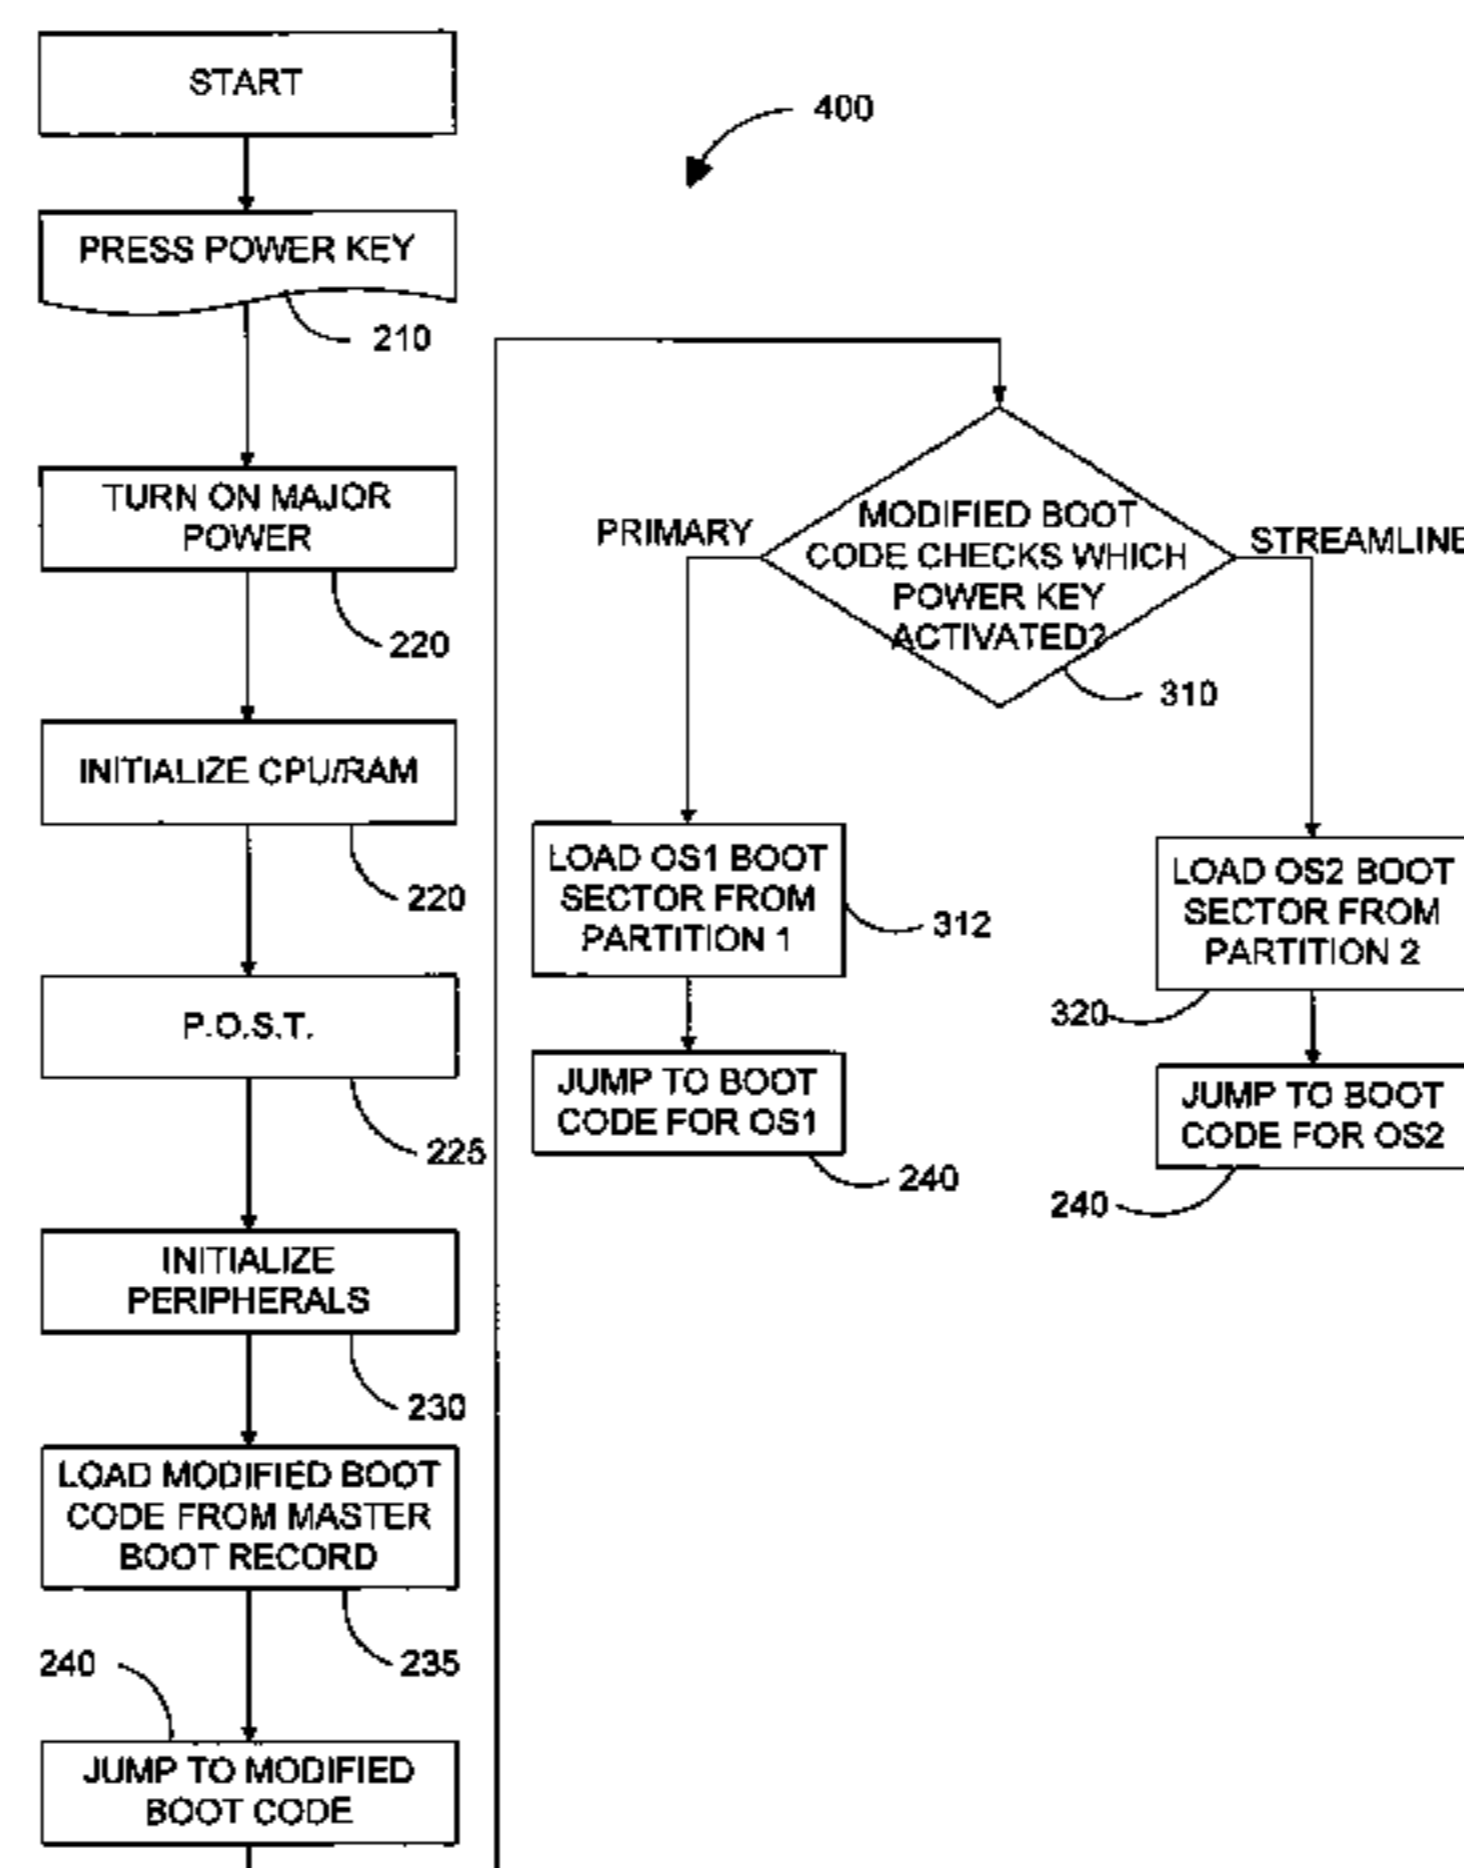 START
400
PRESS POWER KEY
210
TURN ON MAJOR
POWER
220
INITIALIZE CPU/RAM
220
P.O.S.T.
225
INITIALIZE
PERIPHERALS
230
LOAD MODIFIED BOOT
CODE FROM MASTER
BOOT RECORD
235
240
JUMP TO MODIFIED
BOOT CODE
MODIFIED BOOT
CODE CHECKS WHICH
POWER KEY
ACTIVATED?
310
PRIMARY
STREAMLINE
LOAD OS1 BOOT
SECTOR FROM
PARTITION 1
312
JUMP TO BOOT
CODE FOR OS1
240
LOAD OS2 BOOT
SECTOR FROM
PARTITION 2
320
JUMP TO BOOT
CODE FOR OS2
240